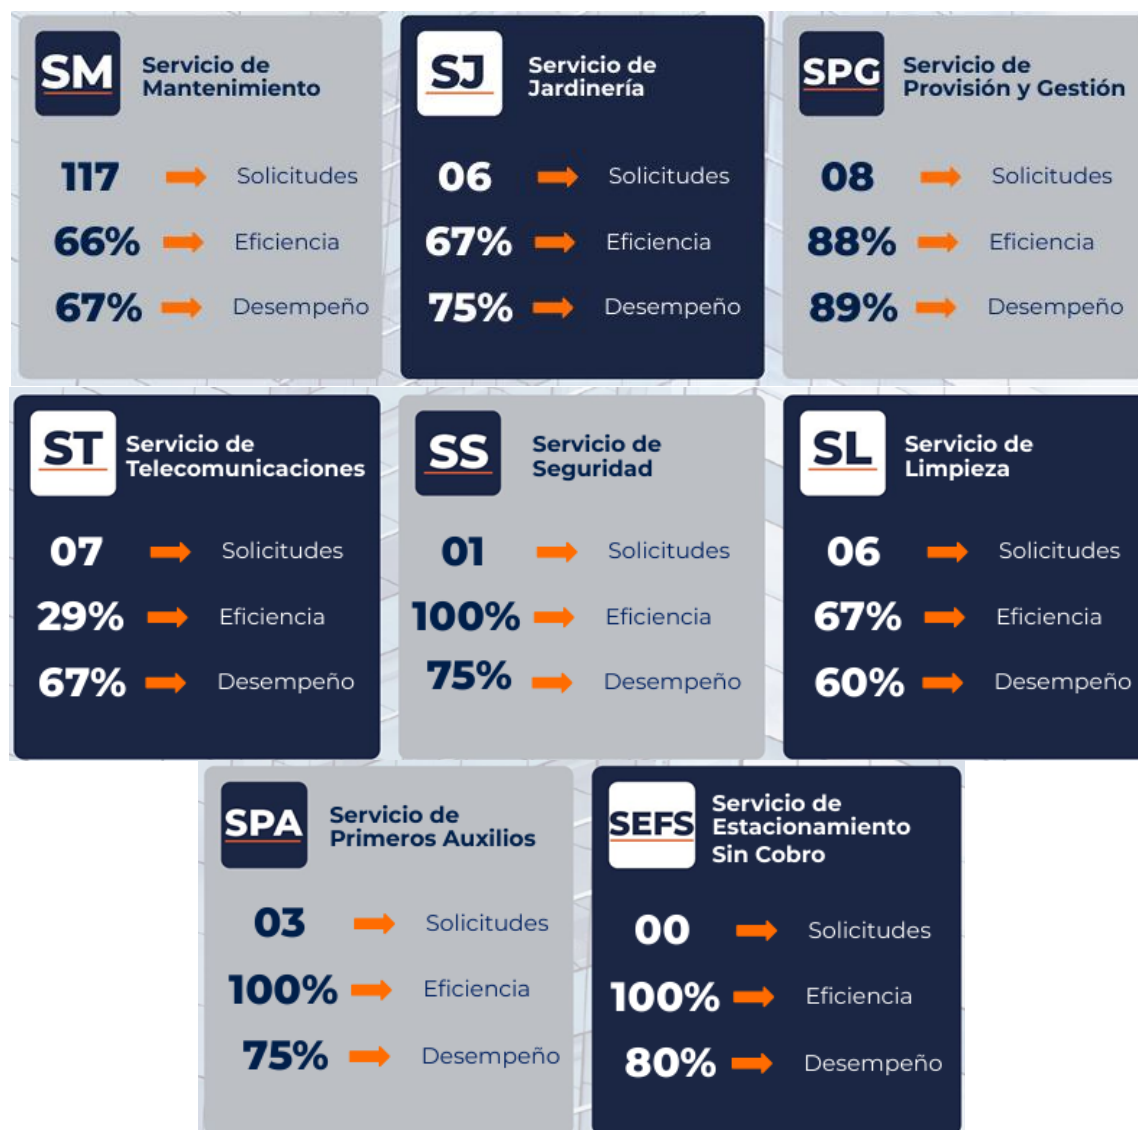 SM
Servicio de
Mantenimiento
117 Solicitudes
66% Eficiencia
67% Desempeño
SJ
Servicio de
Jardinería
06 Solicitudes
67% Eficiencia
75% Desempeño
SPG
Servicio de
Provisión y Gestión
08 Solicitudes
88% Eficiencia
89% Desempeño
ST
Servicio de
Telecomunicaciones
07 Solicitudes
29% Eficiencia
67% Desempeño
SS
Servicio de
Seguridad
01 Solicitudes
100% Eficiencia
75% Desempeño
SL
Servicio de
Limpieza
06 Solicitudes
67% Eficiencia
60% Desempeño
SPA
Servicio de
Primeros Auxilios
03 Solicitudes
100% Eficiencia
75% Desempeño
SEFS
Servicio de
Estacionamiento
Sin Cobro
00 Solicitudes
100% Eficiencia
80% Desempeño